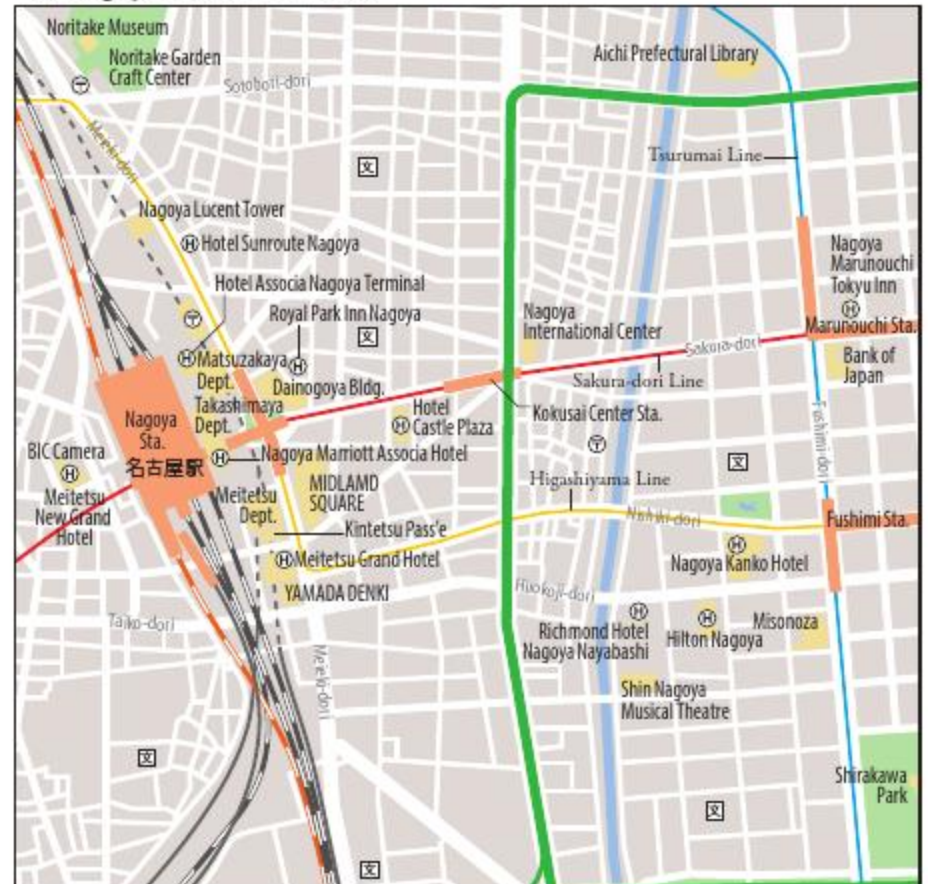 Noritake Museum
Noritake Garden
Craft Center
Sotobori-dori
Aichi Prefectural Library
Meieki-dori
Tsurumai Line
Nagoya Lucent Tower
Hotel Sunroute Nagoya
Nagoya
Marunouchi
Tokyu Inn
Hotel Associa Nagoya Terminal
Royal Park Inn Nagoya
Nagoya
International Center
Marunouchi Sta.
Sakura-dori
Matsuzakaya
Dept.
Dainogoya Bldg.
Bank of
Japan
Sakura-dori Line
Takashimaya
Dept.
Hotel
Castle Plaza
Kokusai Center Sta.
Nagoya
Sta.
名古屋駅
Fushimi-dori
BIC Camera
Nagoya Marriott Associa Hotel
Meitetsu
New Grand
Hotel
Meitetsu
Dept.
MIDLAMD
SQUARE
Higashiyama Line
Nishiki-dori
Fushimi Sta.
Kintetsu Pass'e
Meitetsu Grand Hotel
Nagoya Kanko Hotel
YAMADA DENKI
Taiko-dori
Richmond Hotel
Nagoya Nayabashi
Hilton Nagoya
Misonoza
Meieki-dori
Shin Nagoya
Musical Theatre
Shirakawa
Park
文
文
文
文
文
文